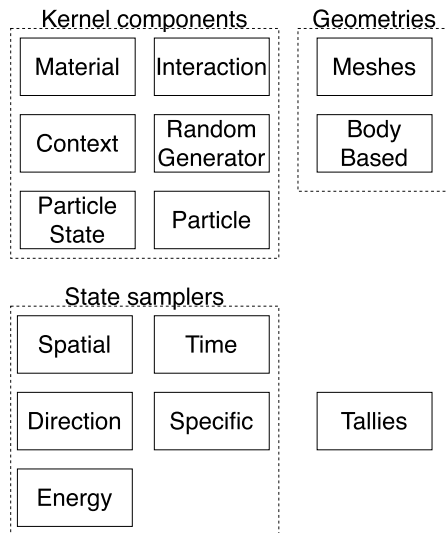 Kernel components
Material
Interaction
Context
Random
Generator
Particle
State
Particle
Geometries
Meshes
Body
Based
State samplers
Spatial
Time
Direction
Specific
Energy
Tallies